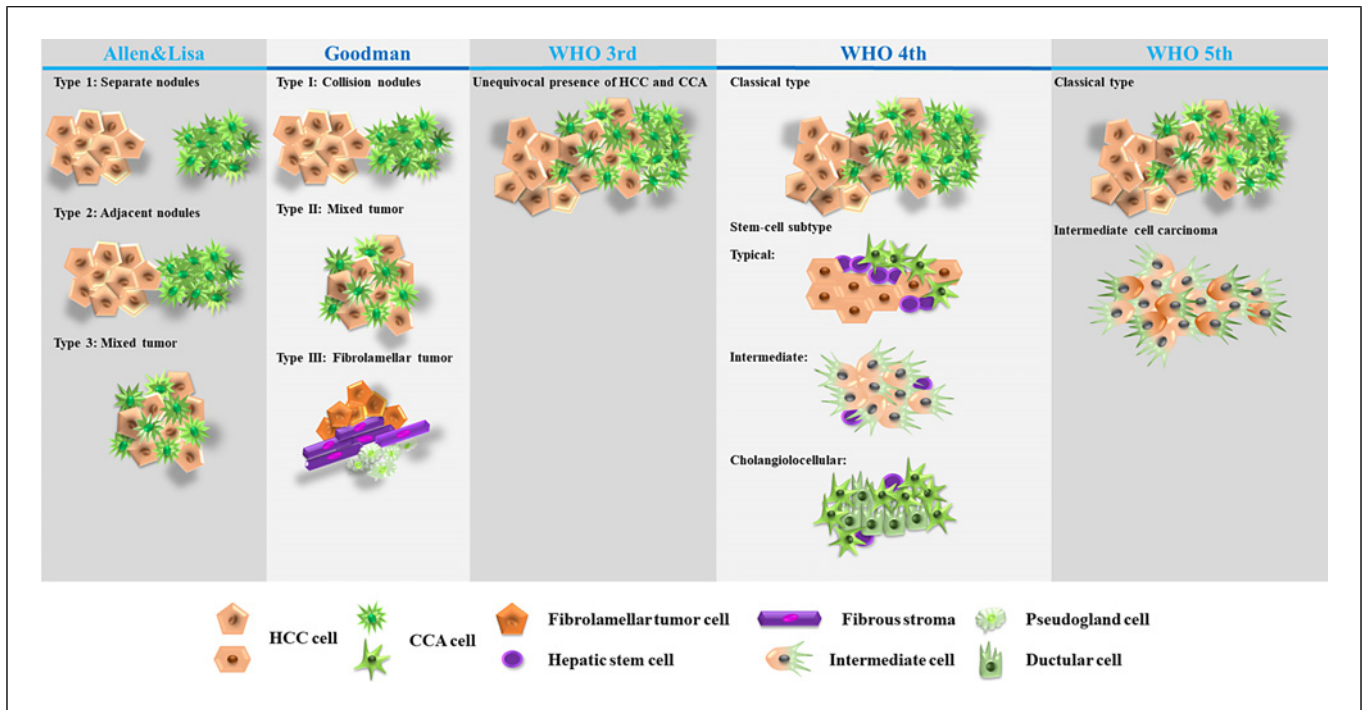 Allen&Lisa
Goodman
WHO 3rd
WHO 4th
WHO 5th
Type 1: Separate nodules
Type 2: Adjacent nodules
Type 3: Mixed tumor
Type I: Collision nodules
Type II: Mixed tumor
Type III: Fibrolamellar tumor
Unequivocal presence of HCC and CCA
Classical type
Stem-cell subtype
Typical:
Intermediate:
Cholangiolocellular:
Classical type
Intermediate cell carcinoma
HCC cell
CCA cell
Fibrolamellar tumor cell
Hepatic stem cell
Fibrous stroma
Intermediate cell
Pseudogland cell
Ductular cell